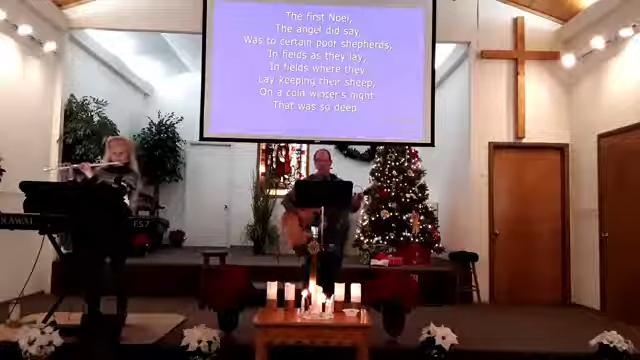 The first Noel,
The angel did say,
Was to certain poor shepherds,
In fields as they lay,
In fields where they
Lay keeping their sheep,
On a cold winter's night
That was so deep.
KAWAI